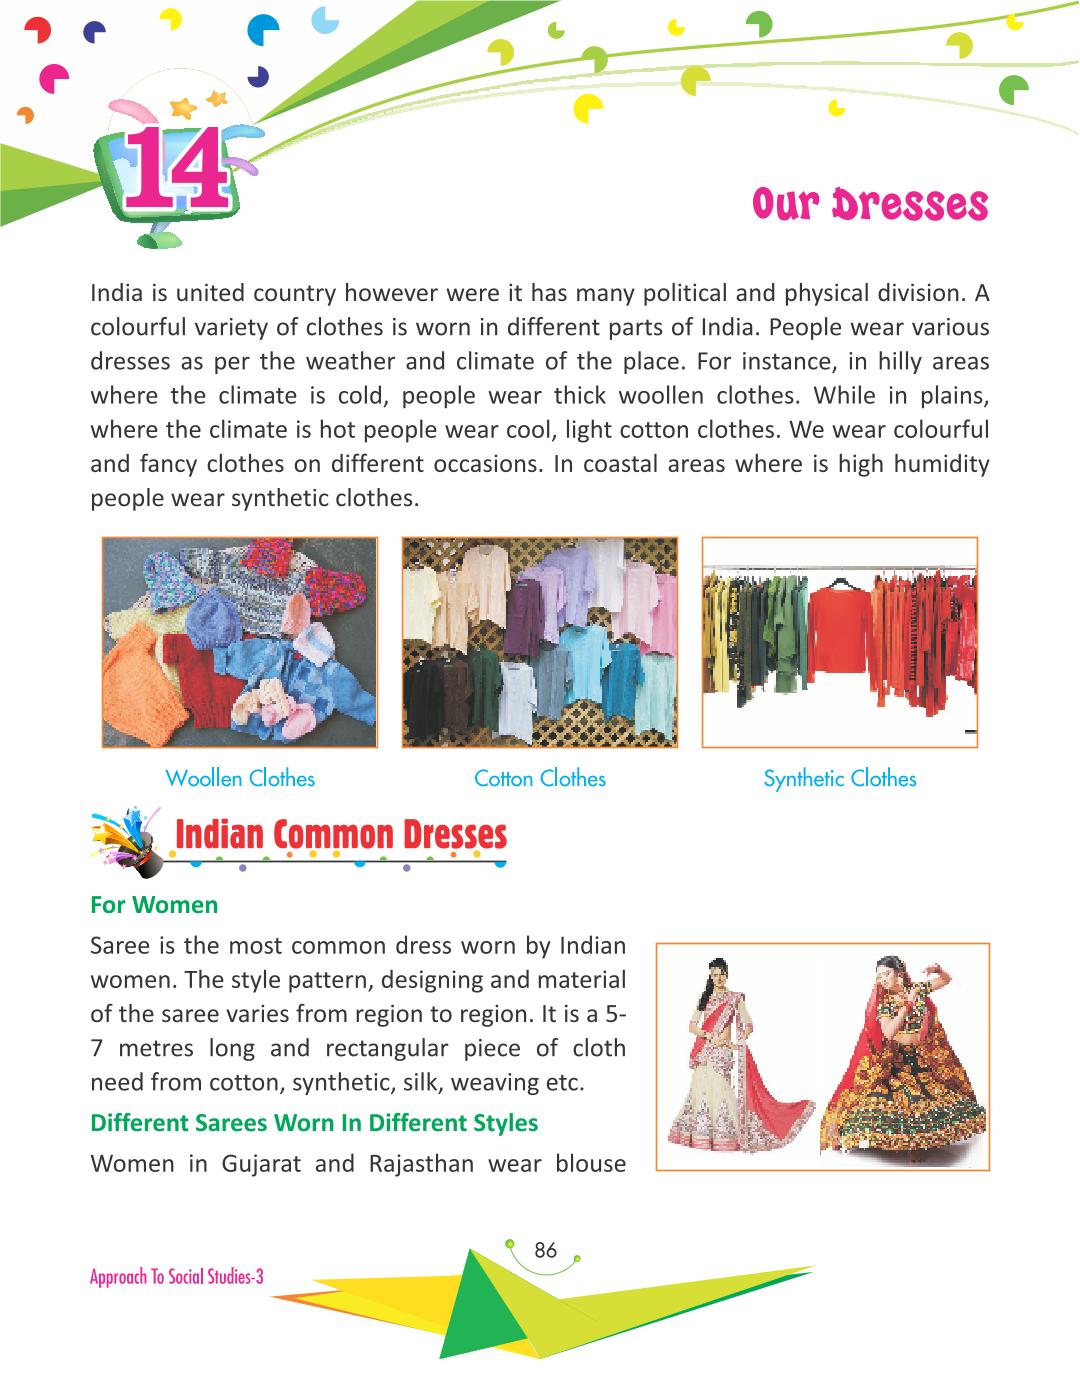 14
Our Dresses
India is united country however were it has many political and physical division. A
colourful variety of clothes is worn in different parts of India. People wear various
dresses as per the weather and climate of the place. For instance, in hilly areas
where the climate is cold, people wear thick woollen clothes. While in plains,
where the climate is hot people wear cool, light cotton clothes. We wear colourful
and fancy clothes on different occasions. In coastal areas where is high humidity
people wear synthetic clothes.
Woollen Clothes
Cotton Clothes
Synthetic Clothes
Indian Common Dresses
For Women
Saree is the most common dress worn by Indian
women. The style pattern, designing and material
of the saree varies from region to region. It is a 5-
7 metres long and rectangular piece of cloth
need from cotton, synthetic, silk, weaving etc.
Different Sarees Worn In Different Styles
Women in Gujarat and Rajasthan wear blouse
86
Approach To Social Studies-3